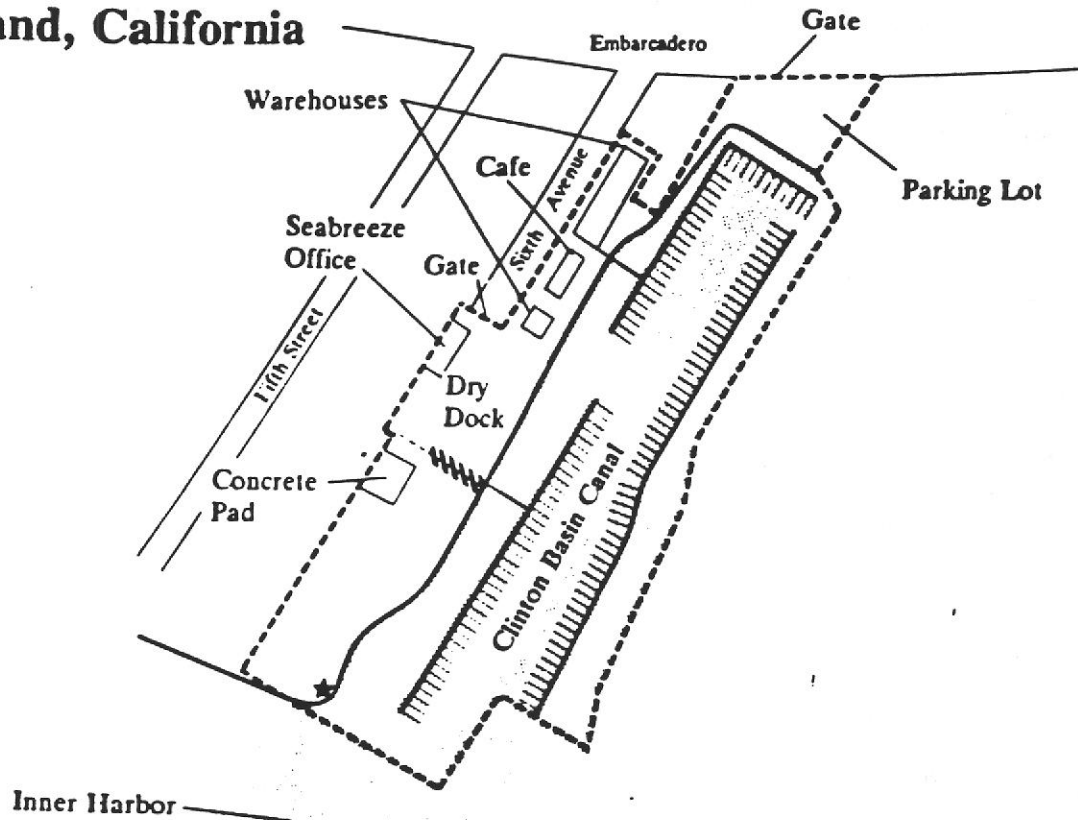 and, California
Gate
Embarcadero
Warehouses
Cafe
Avenue
Sixth
Parking Lot
Seabreeze
Office
Gate
Fifth Street
Dry
Dock
Concrete
Pad
Clinton Basin Canal
Inner Harbor